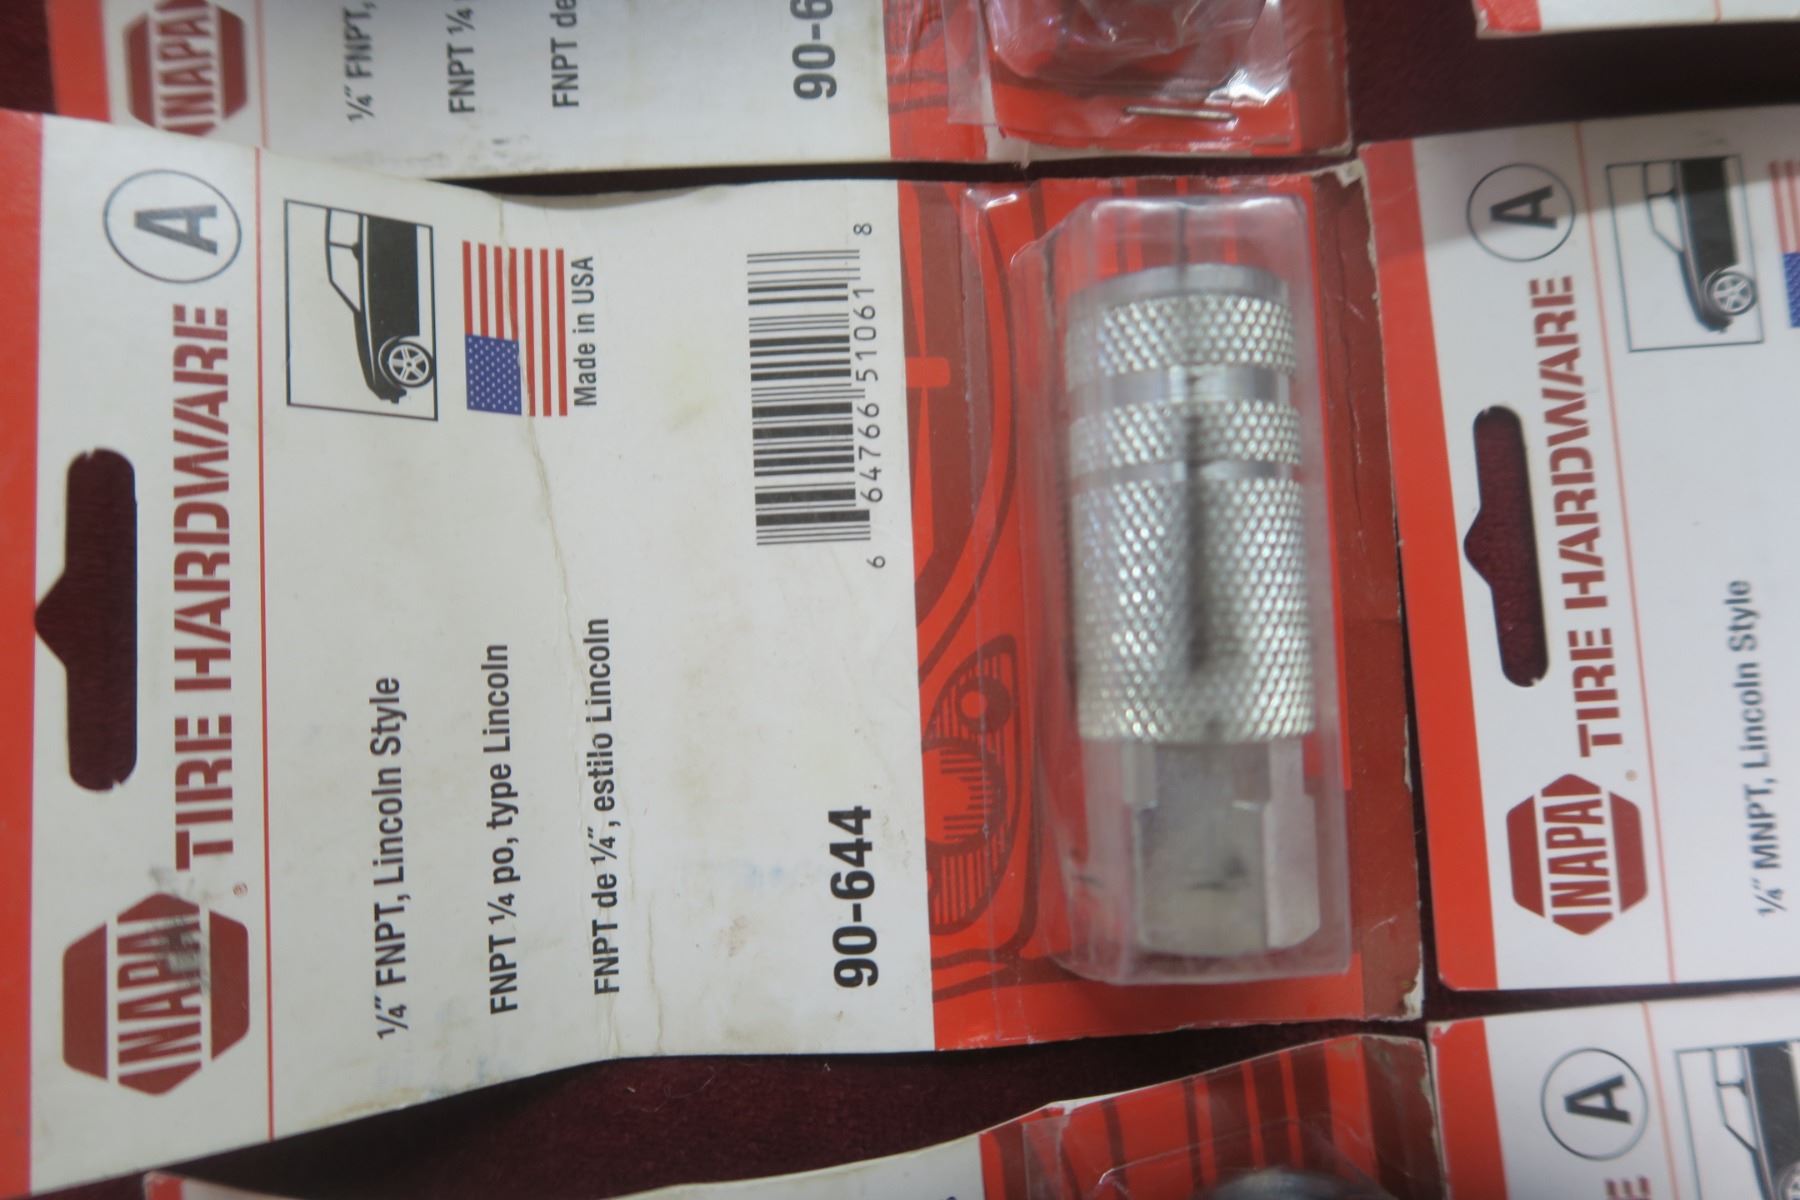 NAPA
¼" FNPT,
FNPT ¼
FNPT de
90-6
A
NAPA® TIRE HARDWARE
Made in USA
¼" FNPT, Lincoln Style
FNPT ¼ po, type Lincoln
FNPT de ¼", estilo Lincoln
90-644
6 64766 51061 8
A
NAPA® TIRE HARDWARE
¼" MNPT, Lincoln Style
A
E